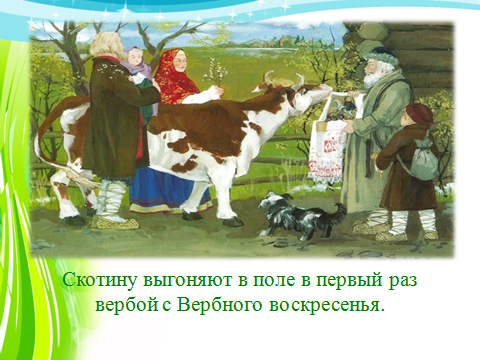 Скотину выгоняют в поле в первый раз
вербой с Вербного воскресенья.